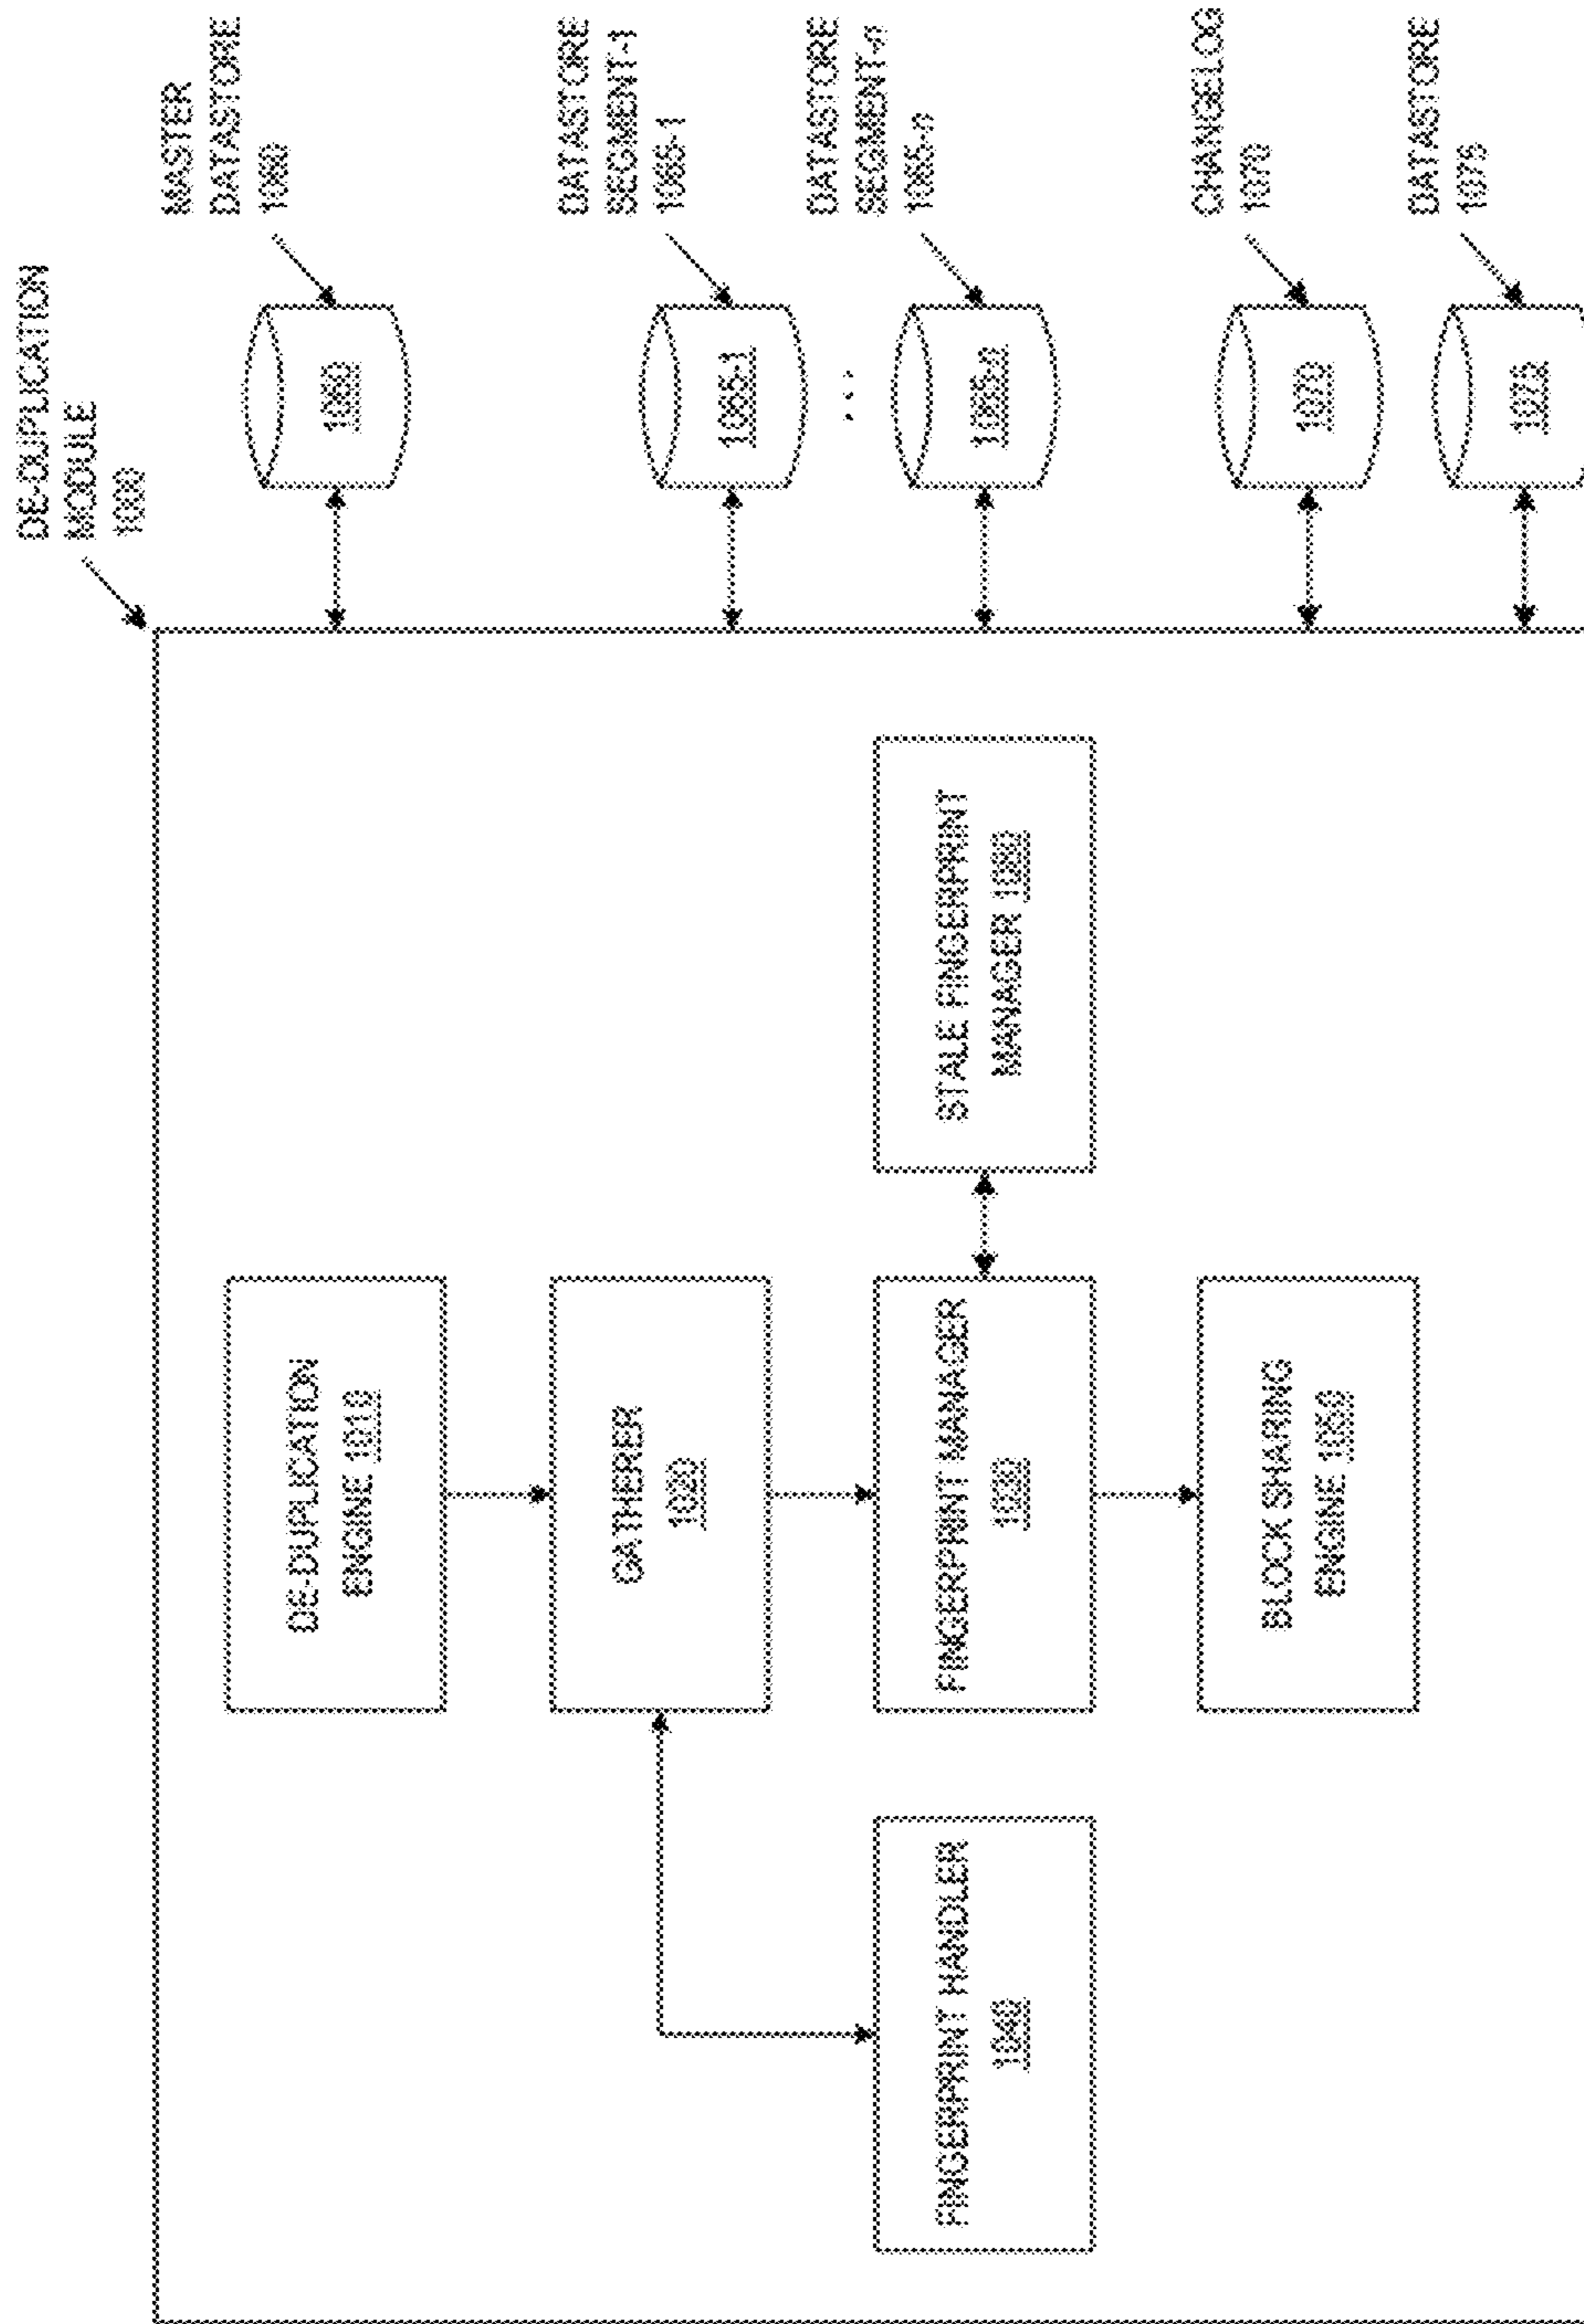 DE-DUPLICATION
MODULE
1000
MASTER
DATASTORE
1060
1060
DATASTORE
SEGMENT-1
1065-1
1065-1
...
DATASTORE
SEGMENT-n
1065-n
1065-n
CHANGELOG
1070
1070
DATASTORE
1075
1075
DE-DUPLICATION
ENGINE 1010
GATHERER
1020
FINGERPRINT HANDLER
1040
FINGERPRINT MANAGER
1030
STALE FINGERPRINT
MANAGER 1080
BLOCK SHARING
ENGINE 1050